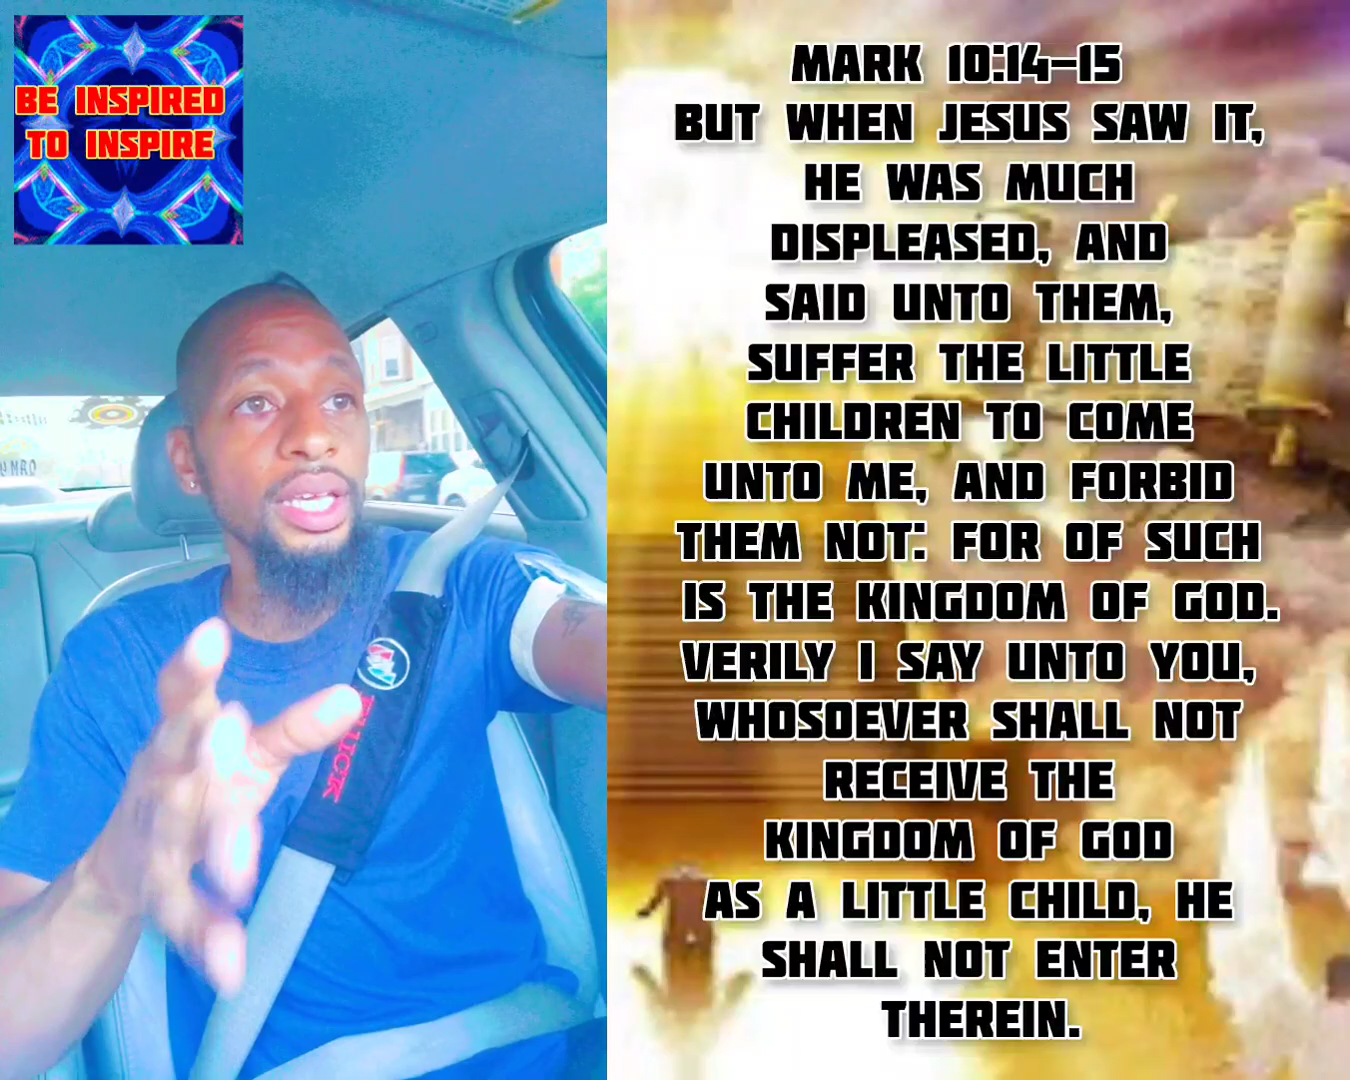 BE INSPIRED
TO INSPIRE
MARK 10:14–15
BUT WHEN JESUS SAW IT,
HE WAS MUCH
DISPLEASED, AND
SAID UNTO THEM,
SUFFER THE LITTLE
CHILDREN TO COME
UNTO ME, AND FORBID
THEM NOT: FOR OF SUCH
IS THE KINGDOM OF GOD.
VERILY I SAY UNTO YOU,
WHOSOEVER SHALL NOT
RECEIVE THE
KINGDOM OF GOD
AS A LITTLE CHILD, HE
SHALL NOT ENTER
THEREIN.
BUICK